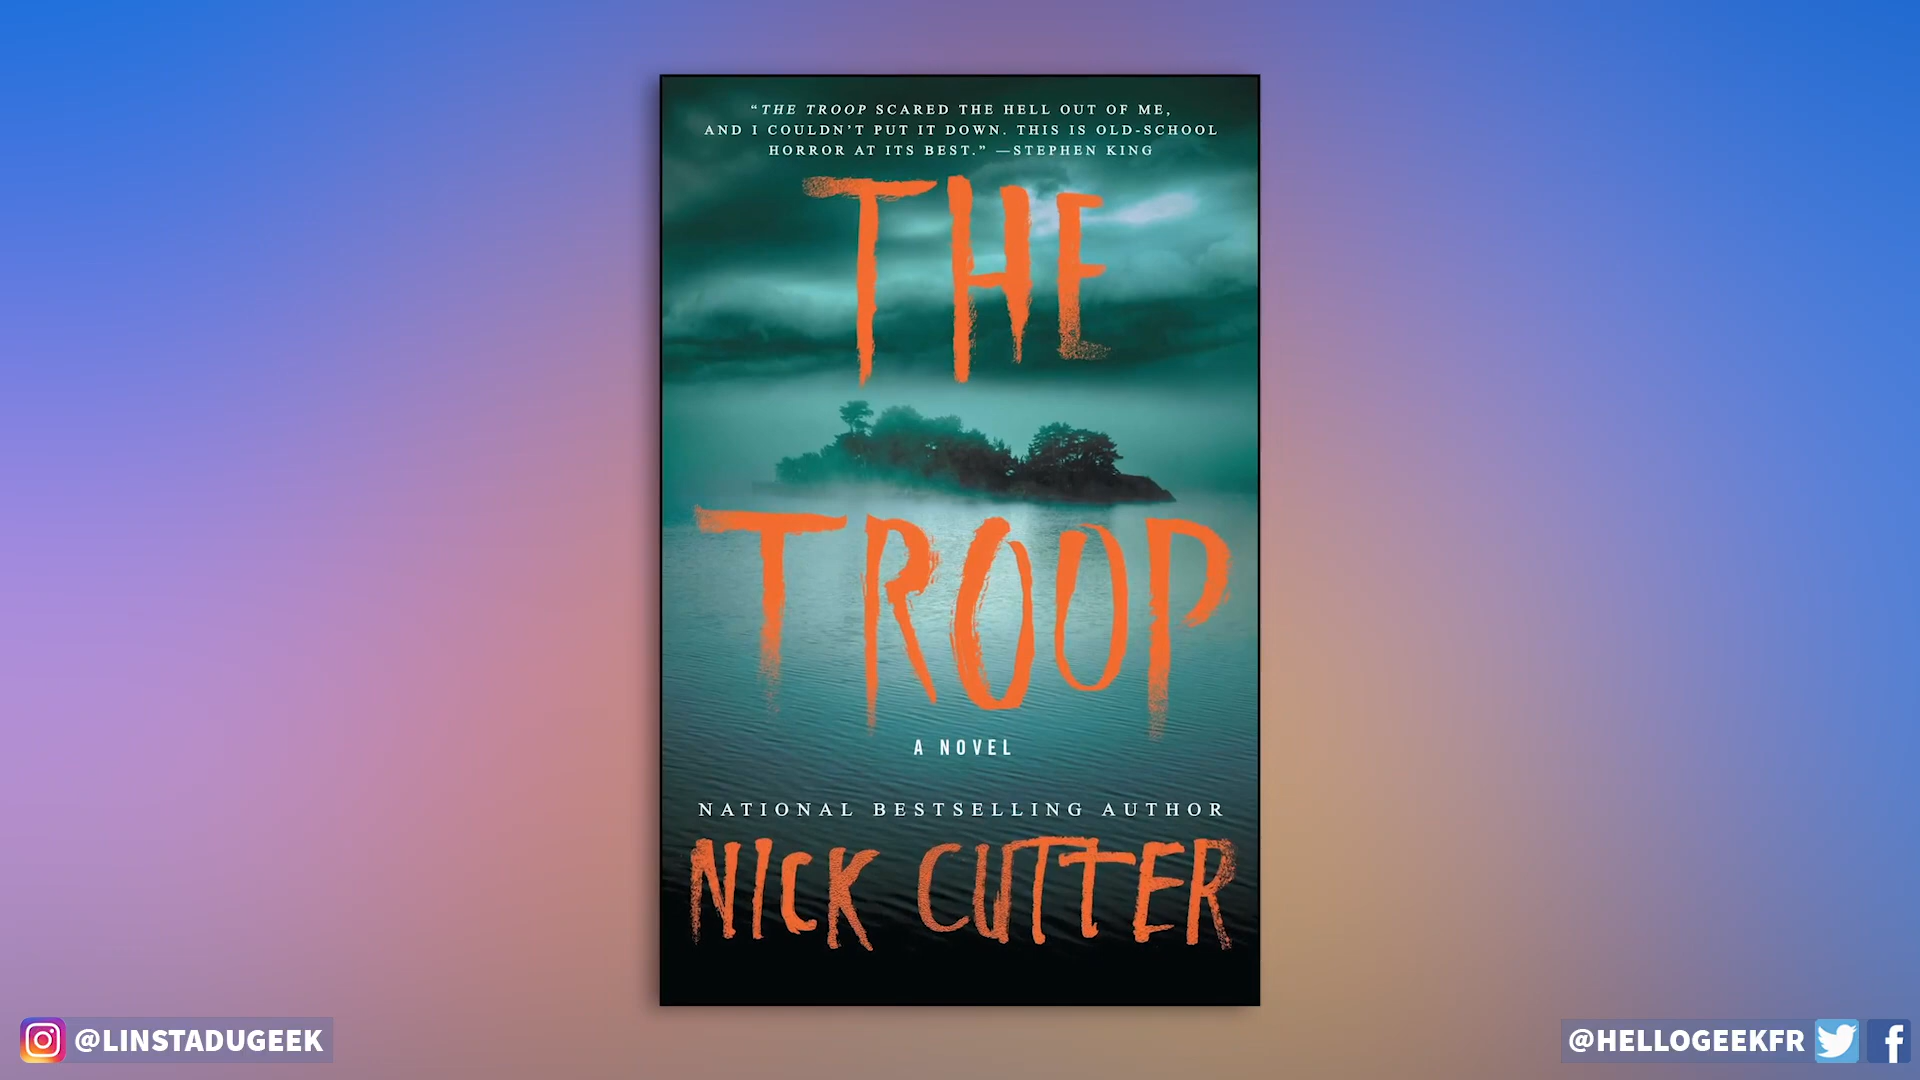 “THE TROOP SCARED THE HELL OUT OF ME,
AND I COULDN’T PUT IT DOWN. THIS IS OLD-SCHOOL
HORROR AT ITS BEST.” —STEPHEN KING
THE
TROOP
A NOVEL
NATIONAL BESTSELLING AUTHOR
NICK CUTTER
@LINSTADUGEEK
@HELLOGEEKFR